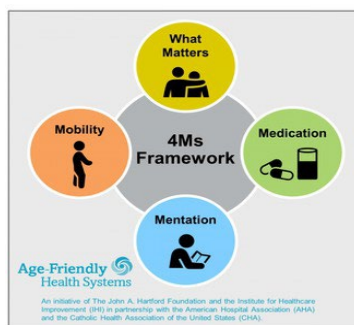 What
Matters
Mobility
4Ms
Framework
Medication
Mentation
Age-Friendly
Health Systems
An initiative of The John A. Hartford Foundation and the Institute for Healthcare
Improvement (IHI) in partnership with the American Hospital Association (AHA)
and the Catholic Health Association of the United States (CHA).